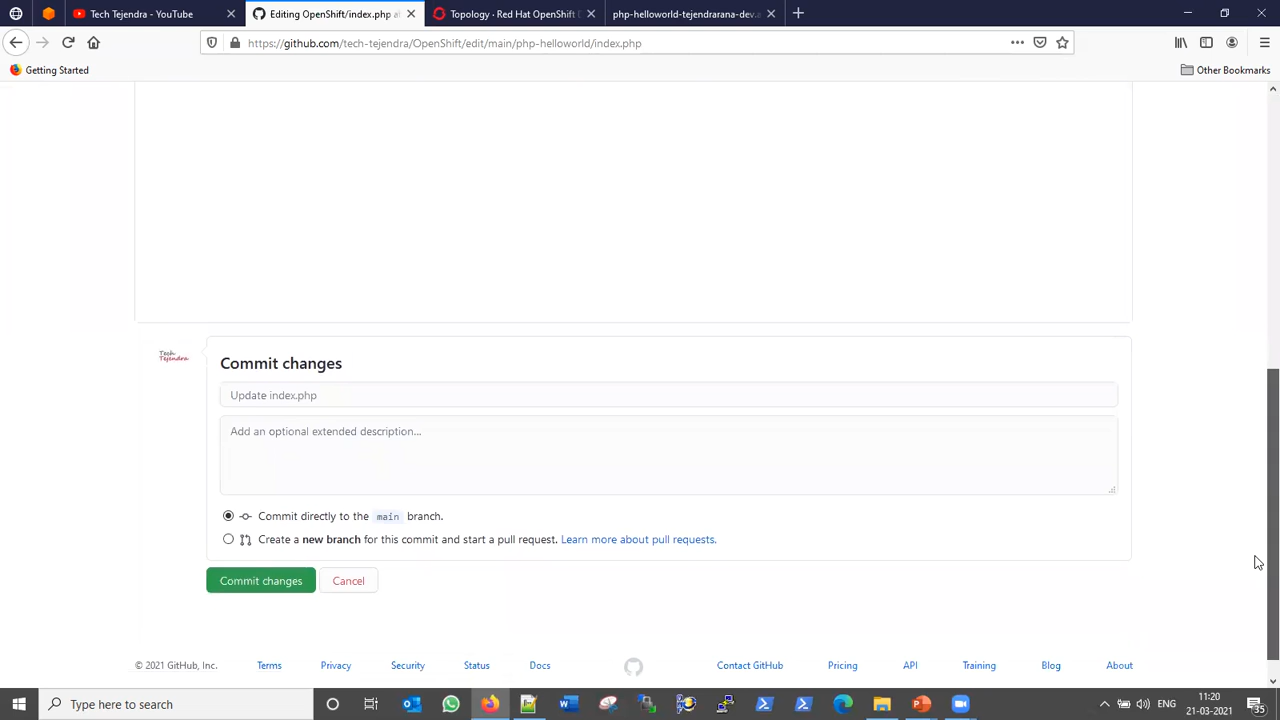 Tech Tejendra - YouTube
Editing OpenShift/index.php a
Topology · Red Hat OpenShift D
php-helloworld-tejendrarana-dev.a
https://github.com/tech-tejendra/OpenShift/edit/main/php-helloworld/index.php
Getting Started
Other Bookmarks
Tech
Tejendra
Commit changes
Update index.php
Add an optional extended description...
Commit directly to the main branch.
Create a new branch for this commit and start a pull request. Learn more about pull requests.
Commit changes
Cancel
© 2021 GitHub, Inc.
Terms
Privacy
Security
Status
Docs
Contact GitHub
Pricing
API
Training
Blog
About
Type here to search
ENG
11:20
21-03-2021
35